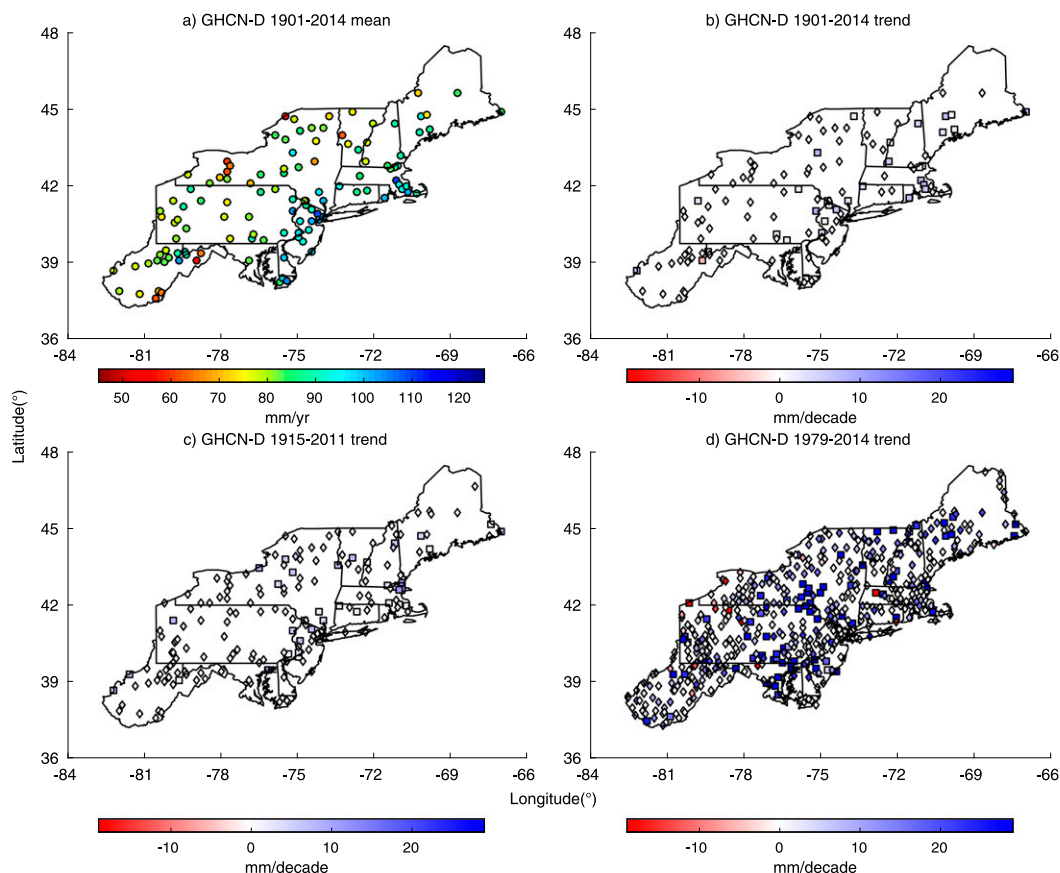 a) GHCN-D 1901-2014 mean
b) GHCN-D 1901-2014 trend
48
45
42
39
36
-84 -81 -78 -75 -72 -69 -66
50 60 70 80 90 100 110 120
mm/yr
48
45
42
39
36
-84 -81 -78 -75 -72 -69 -66
-10 0 10 20
mm/decade
Latitude(°)
c) GHCN-D 1915-2011 trend
d) GHCN-D 1979-2014 trend
48
45
42
39
36
-84 -81 -78 -75 -72 -69 -66
48
45
42
39
36
-84 -81 -78 -75 -72 -69 -66
Longitude(°)
-10 0 10 20
mm/decade
-10 0 10 20
mm/decade